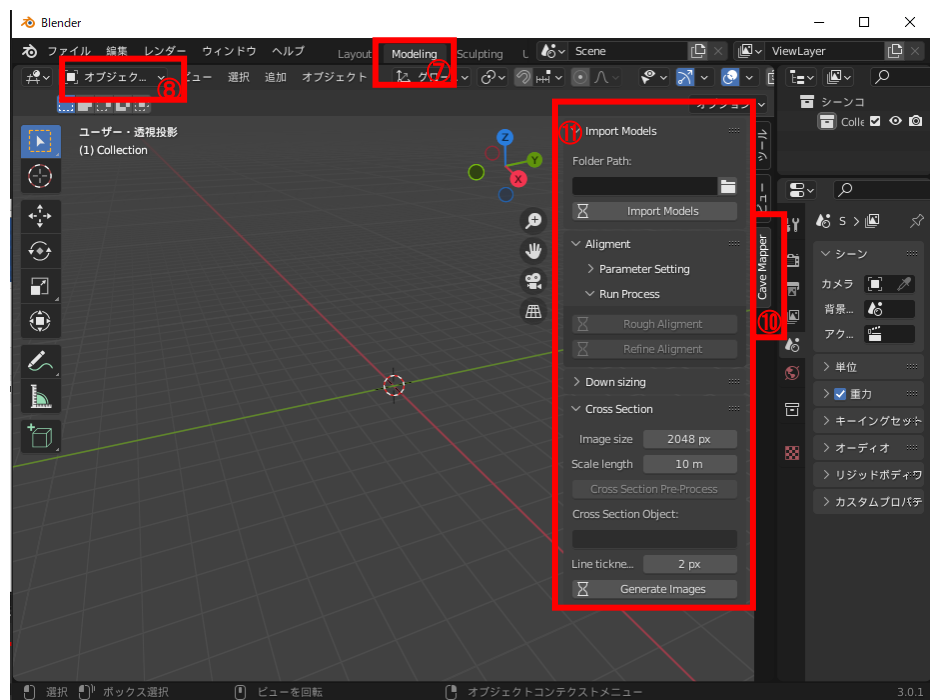 Blender
ファイル 編集 レンダー ウィンドウ ヘルプ Layout Modeling Sculpting Scene ViewLayer
⑦
オブジェク... ⑧ ュー 選択 追加 オブジェクト グロー
オプション
シーンコ
Colle
ユーザー・透視投影
(1) Collection
Z
Y
X
⑪
Import Models
Folder Path:
Import Models
Aligment
Parameter Setting
Run Process
Rough Aligment
Refine Aligment
Down sizing
Cross Section
Image size 2048 px
Scale length 10 m
Cross Section Pre-Process
Cross Section Object:
Line tickne... 2 px
Generate Images
ツール
ビュー
Cave Mapper
⑩
S
シーン
カメラ
背景...
アク...
単位
重力
キーイングセット
オーディオ
リジッドボディワ
カスタムプロパテ
選択 ボックス選択 ビューを回転 オブジェクトコンテクストメニュー 3.0.1